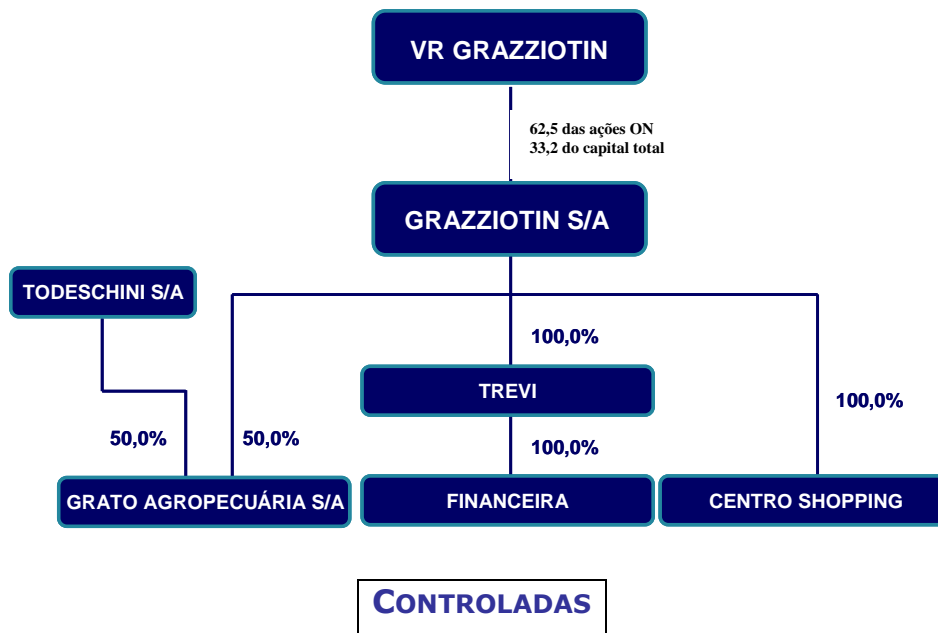 VR GRAZZIOTIN
62,5 das ações ON
33,2 do capital total
GRAZZIOTIN S/A
TODESCHINI S/A
100,0%
TREVI
100,0%
50,0%
50,0%
100,0%
GRATO AGROPECUÁRIA S/A
FINANCEIRA
CENTRO SHOPPING
CONTROLADAS